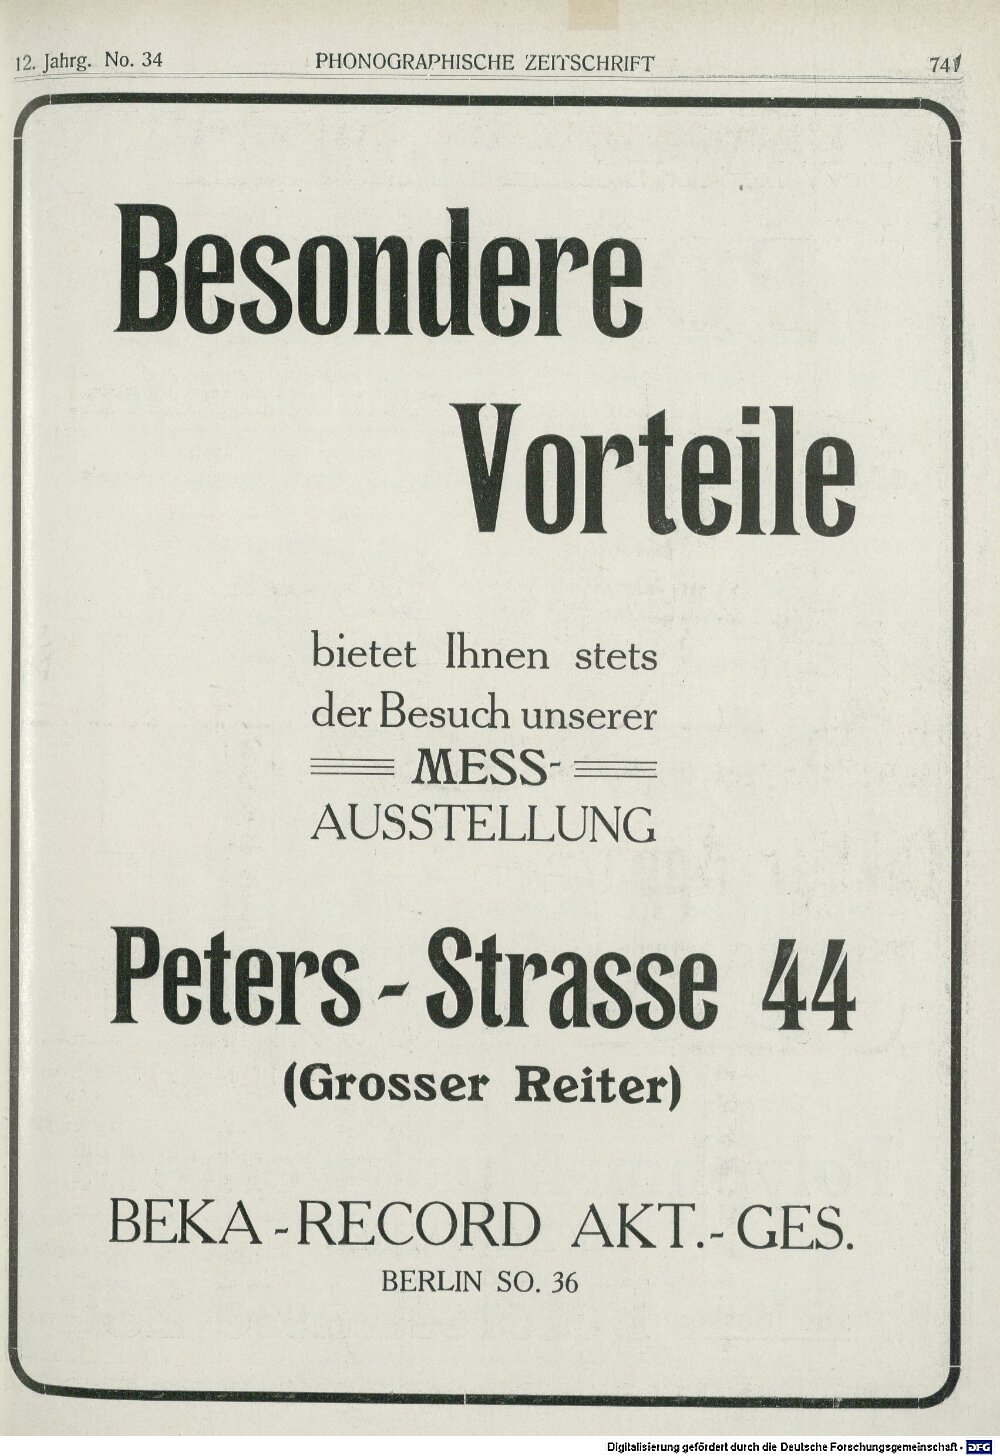 12. Jahrg. No. 34 PHONOGRAPHISCHE ZEITSCHRIFT 741
Besondere
Vorteile
bietet Ihnen stets
der Besuch unserer
MESS-
AUSSTELLUNG
Peters-Strasse 44
(Grosser Reiter)
BEKA-RECORD AKT.-GES.
BERLIN SO. 36
Digitalisierung gefördert durch die Deutsche Forschungsgemeinschaft - DFG